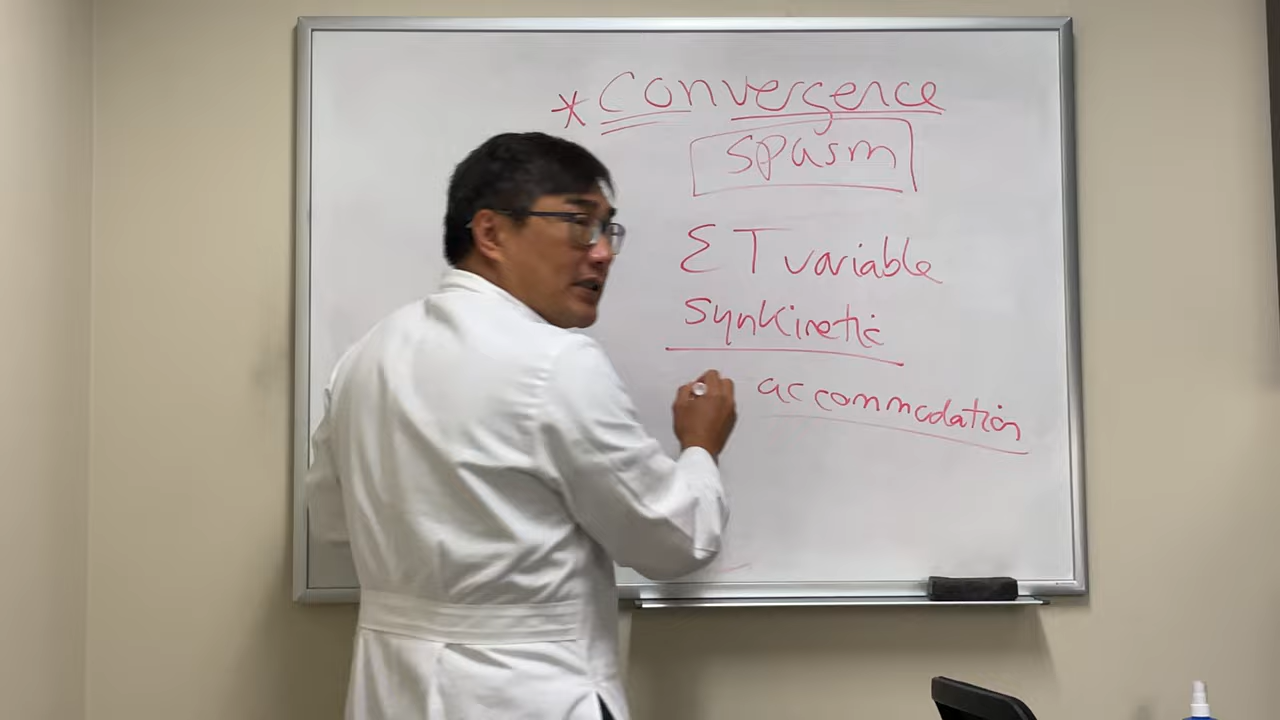 * Convergence
spasm
ET variable
synkinetic
accommodation